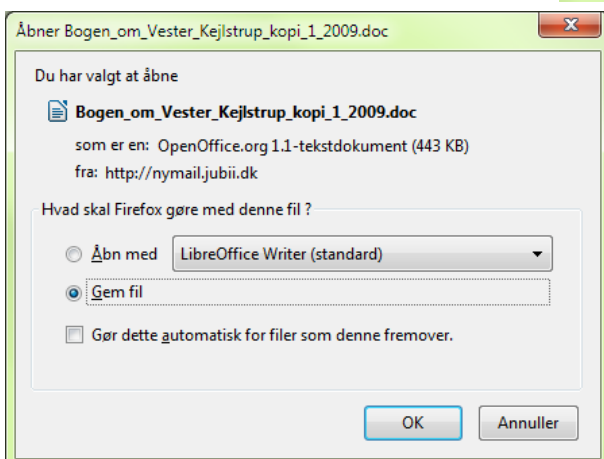 Åbner Bogen_om_Vester_Kejlstrup_kopi_1_2009.doc
Du har valgt at åbne
Bogen_om_Vester_Kejlstrup_kopi_1_2009.doc
som er en: OpenOffice.org 1.1-tekstdokument (443 KB)
fra: http://nymail.jubii.dk
Hvad skal Firefox gøre med denne fil ?
Åbn med LibreOffice Writer (standard)
Gem fil
Gør dette automatisk for filer som denne fremover.
OK Annuller